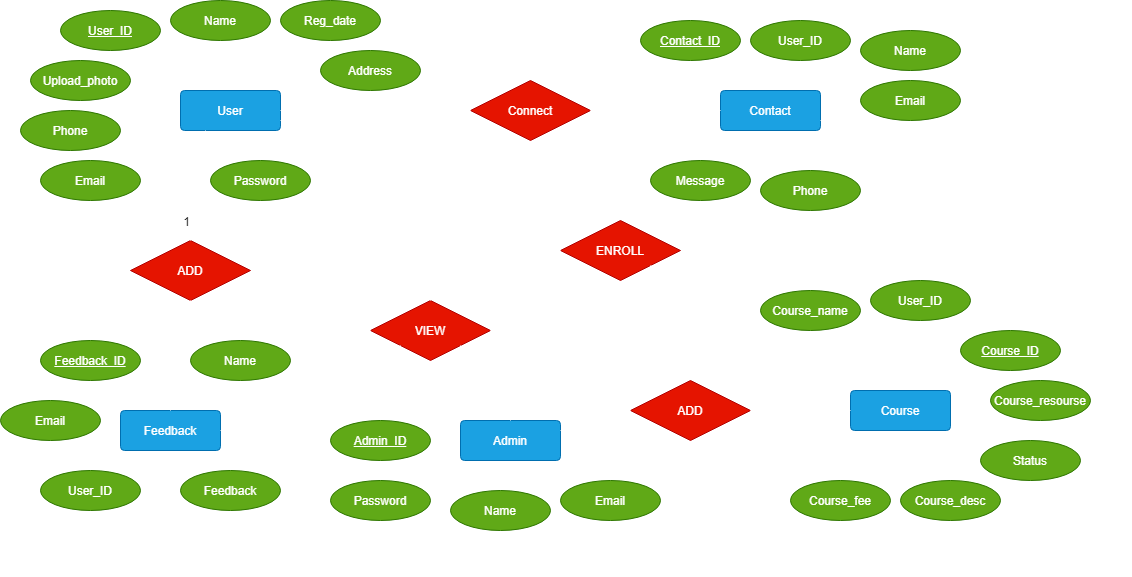 User_ID
Name
Reg_date
Address
Upload_photo
User
Phone
Email
Password
Connect
Contact_ID
User_ID
Name
Email
Contact
Message
Phone
1
ADD
ENROLL
VIEW
Course_name
User_ID
Course_ID
Course_resourse
Course
Status
Course_fee
Course_desc
ADD
Feedback_ID
Name
Email
Feedback
User_ID
Feedback
Admin_ID
Admin
Password
Name
Email